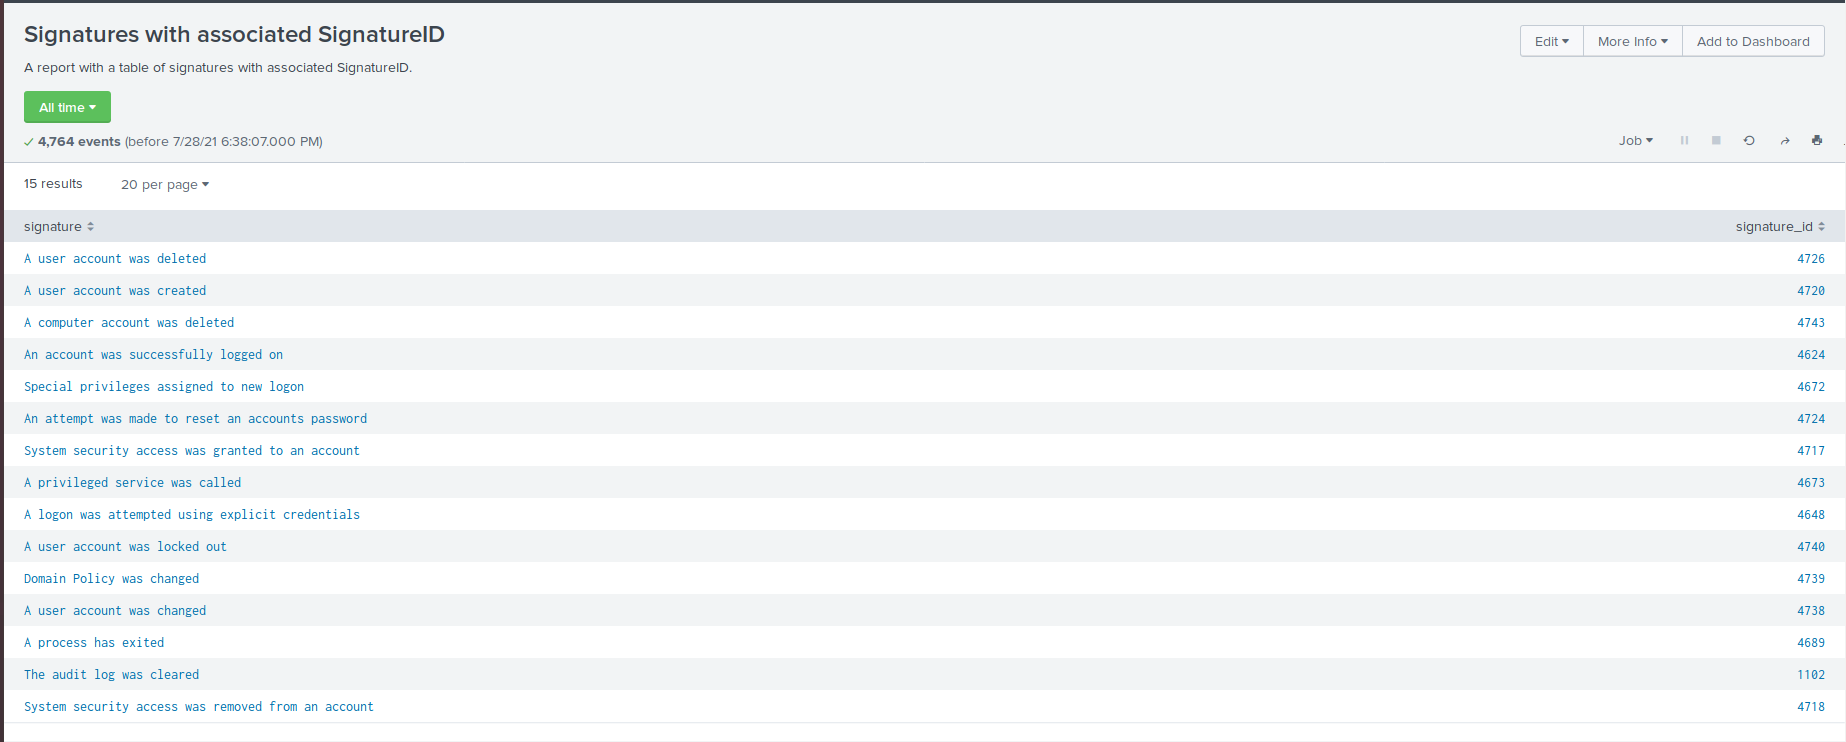 Signatures with associated SignatureID
Edit More Info Add to Dashboard
A report with a table of signatures with associated SignatureID.
All time
4,764 events (before 7/28/21 6:38:07.000 PM)
Job
15 results 20 per page
signature signature_id
A user account was deleted 4726
A user account was created 4720
A computer account was deleted 4743
An account was successfully logged on 4624
Special privileges assigned to new logon 4672
An attempt was made to reset an accounts password 4724
System security access was granted to an account 4717
A privileged service was called 4673
A logon was attempted using explicit credentials 4648
A user account was locked out 4740
Domain Policy was changed 4739
A user account was changed 4738
A process has exited 4689
The audit log was cleared 1102
System security access was removed from an account 4718